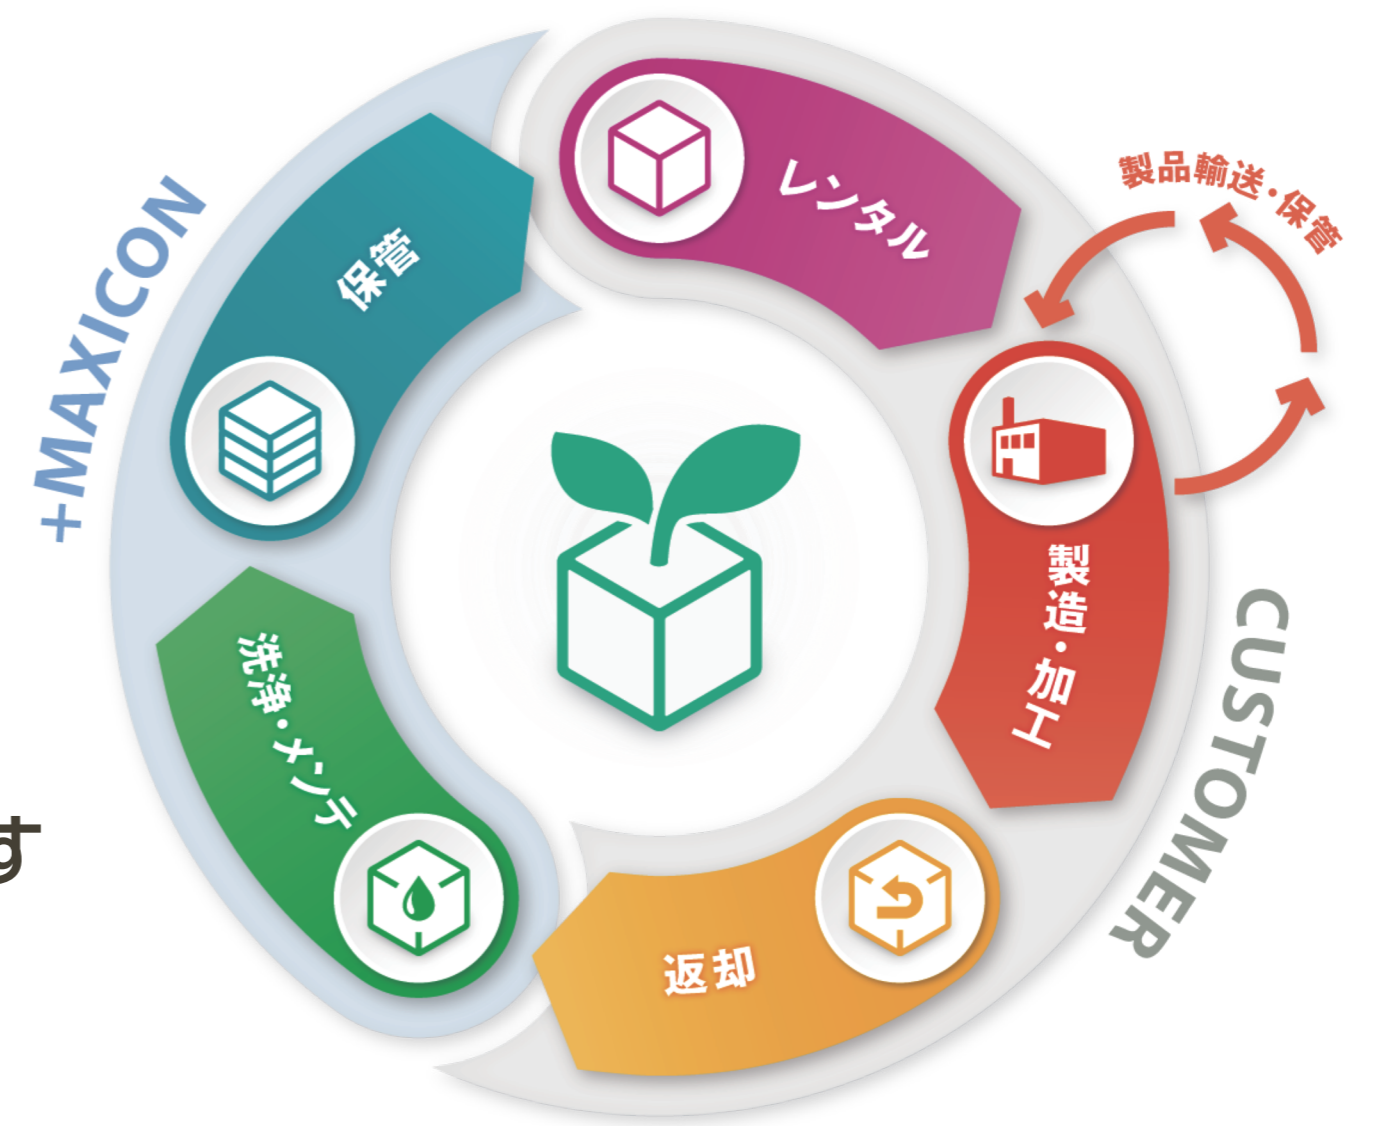 +MAXICON
保管
レンタル
製品輸送・保管
製造・加工
CUSTOMER
返却
洗浄・メンテ
す